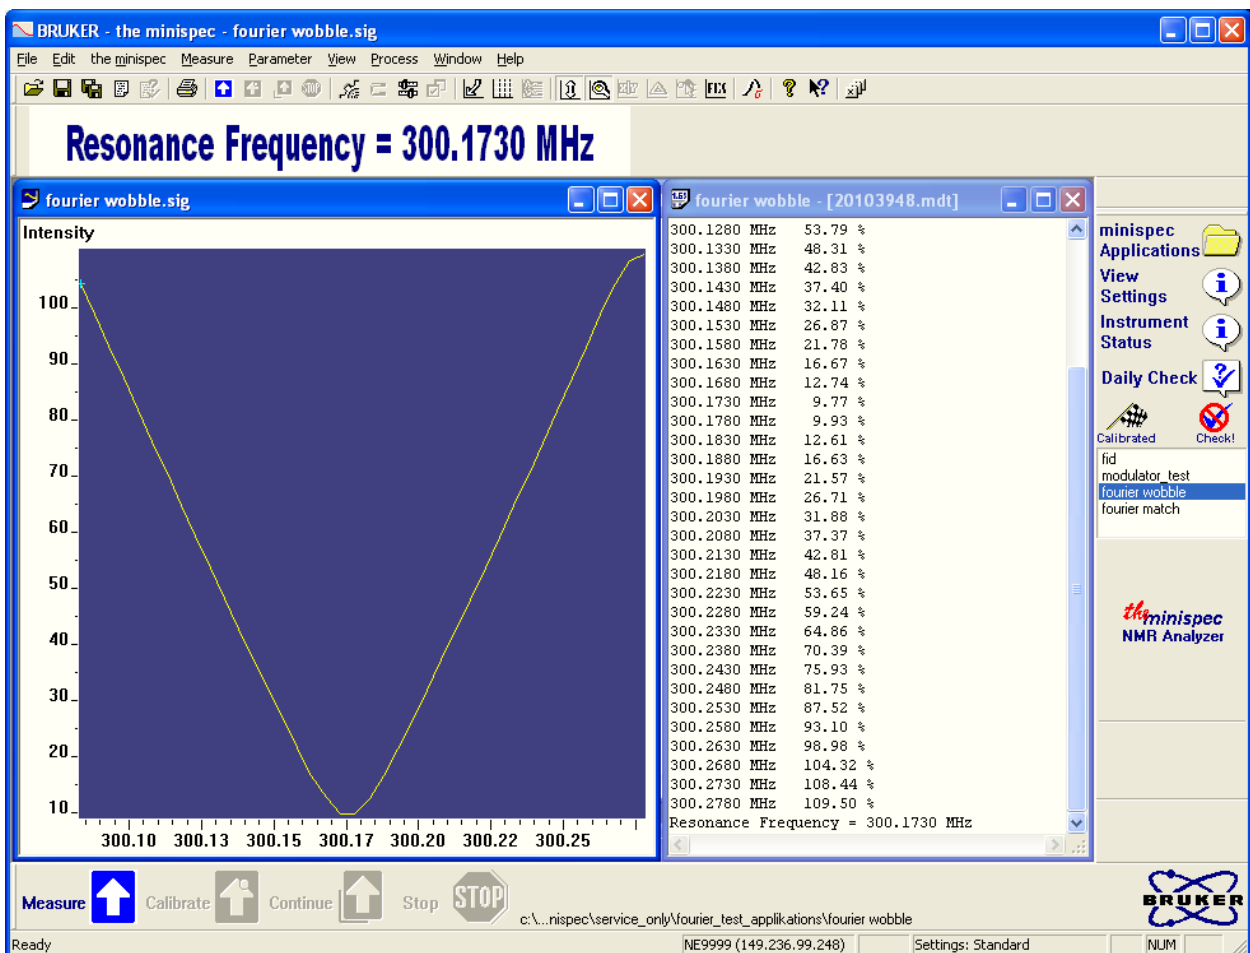 BRUKER - the minispec - fourier wobble.sig
File Edit the minispec Measure Parameter View Process Window Help
Resonance Frequency = 300.1730 MHz
fourier wobble.sig
Intensity
100
90
80
70
60
50
40
30
20
10
300.10 300.13 300.15 300.17 300.20 300.22 300.25
fourier wobble - [20103948.mdt]
300.1280 MHz 53.79 %
300.1330 MHz 48.31 %
300.1380 MHz 42.83 %
300.1430 MHz 37.40 %
300.1480 MHz 32.11 %
300.1530 MHz 26.87 %
300.1580 MHz 21.78 %
300.1630 MHz 16.67 %
300.1680 MHz 12.74 %
300.1730 MHz 9.77 %
300.1780 MHz 9.93 %
300.1830 MHz 12.61 %
300.1880 MHz 16.63 %
300.1930 MHz 21.57 %
300.1980 MHz 26.71 %
300.2030 MHz 31.88 %
300.2080 MHz 37.37 %
300.2130 MHz 42.81 %
300.2180 MHz 48.16 %
300.2230 MHz 53.65 %
300.2280 MHz 59.24 %
300.2330 MHz 64.86 %
300.2380 MHz 70.39 %
300.2430 MHz 75.93 %
300.2480 MHz 81.75 %
300.2530 MHz 87.52 %
300.2580 MHz 93.10 %
300.2630 MHz 98.98 %
300.2680 MHz 104.32 %
300.2730 MHz 108.44 %
300.2780 MHz 109.50 %
Resonance Frequency = 300.1730 MHz
minispec
Applications
View
Settings
Instrument
Status
Daily Check
Calibrated Check!
fid
modulator_test
fourier wobble
fourier match
the minispec
NMR Analyzer
Measure Calibrate Continue Stop STOP
c:\...nispec\service_only\fourier_test_applikations\fourier wobble
BRUKER
Ready NE9999 (149.236.99.248) Settings: Standard NUM